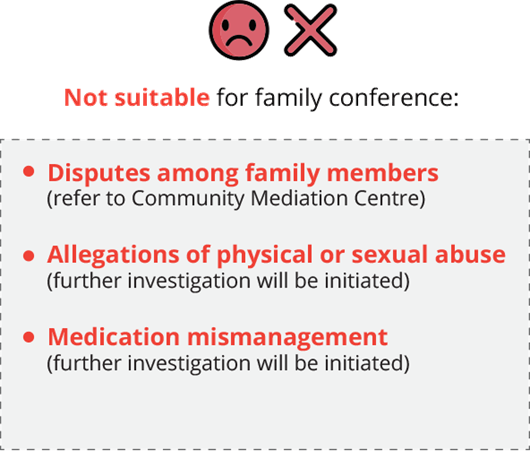 Not suitable for family conference:
Disputes among family members
(refer to Community Mediation Centre)
Allegations of physical or sexual abuse
(further investigation will be initiated)
Medication mismanagement
(further investigation will be initiated)